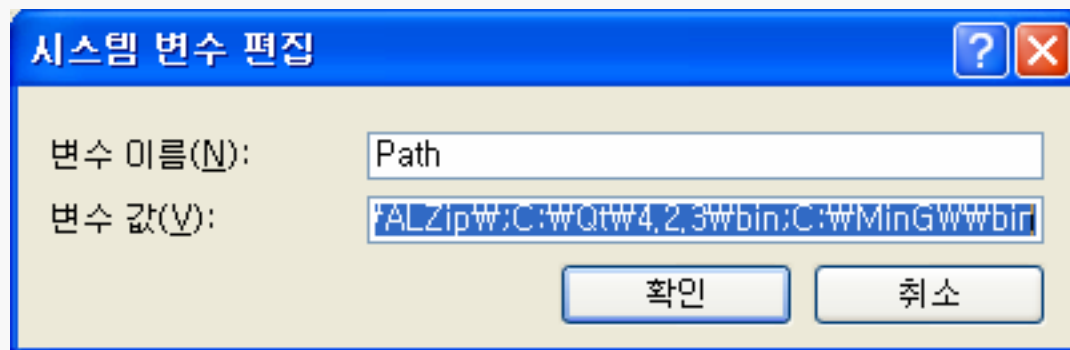 시스템 변수 편집
변수 이름(N): Path
변수 값(V): ₩ALZip₩;C:₩Qt₩4.2.3₩bin;C:₩MinGW₩bin
확인 취소